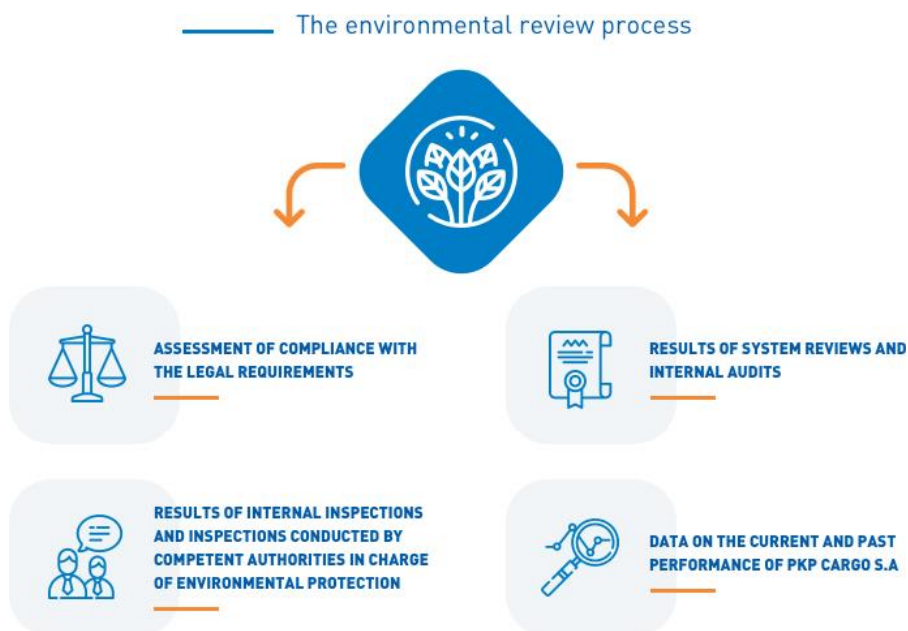 The environmental review process
ASSESSMENT OF COMPLIANCE WITH
THE LEGAL REQUIREMENTS
RESULTS OF SYSTEM REVIEWS AND
INTERNAL AUDITS
RESULTS OF INTERNAL INSPECTIONS
AND INSPECTIONS CONDUCTED BY
COMPETENT AUTHORITIES IN CHARGE
OF ENVIRONMENTAL PROTECTION
DATA ON THE CURRENT AND PAST
PERFORMANCE OF PKP CARGO S.A